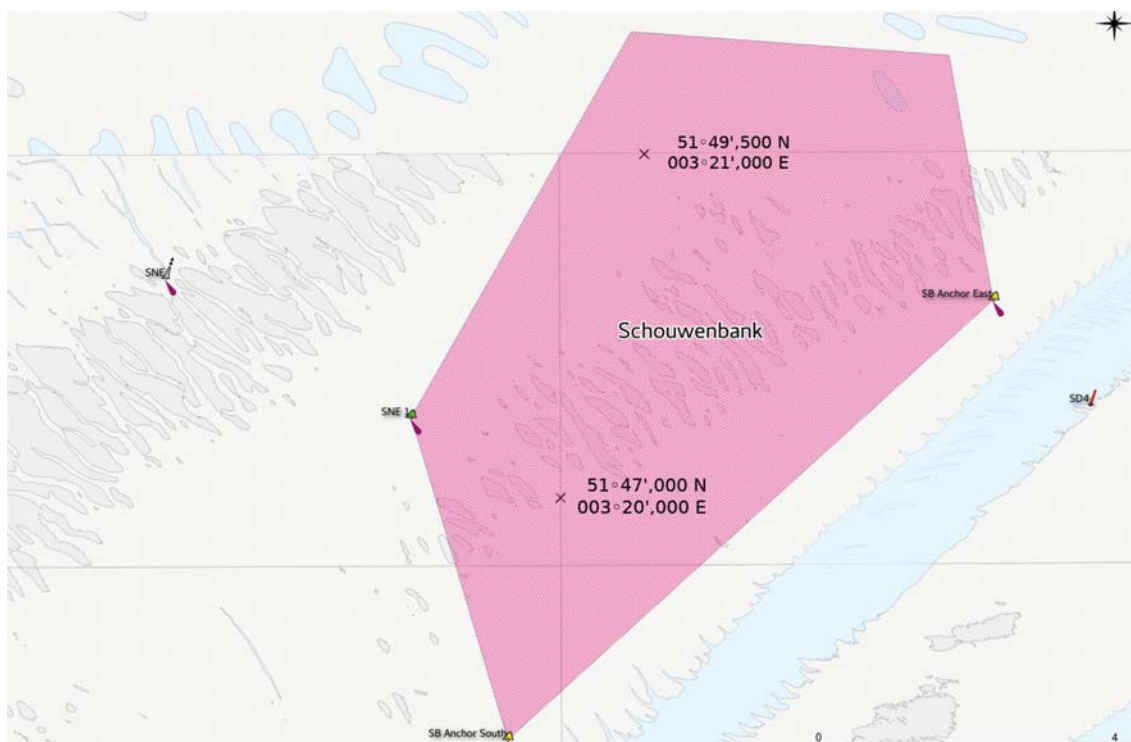 51◦49',500 N
003◦21',000 E
SNE
SB Anchor East
Schouwenbank
SD4
SNE 1
51◦47',000 N
003◦20',000 E
SB Anchor South
0 4